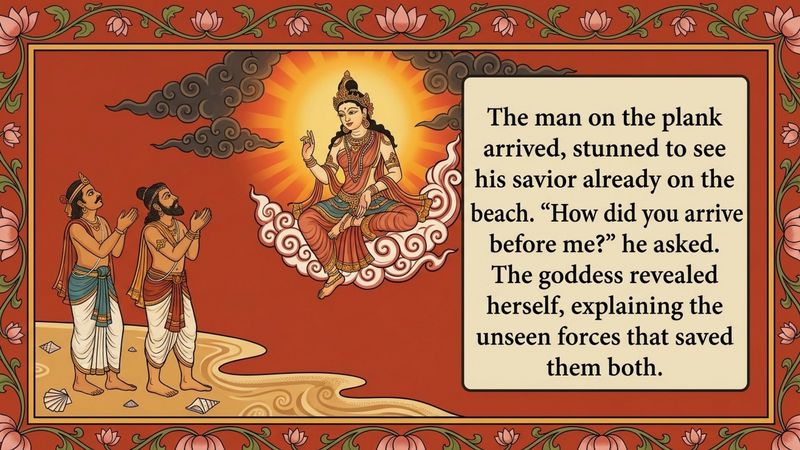 The man on the plank
arrived, stunned to see
his savior already on the
beach. “How did you arrive
before me?” he asked.
The goddess revealed
herself, explaining the
unseen forces that saved
them both.